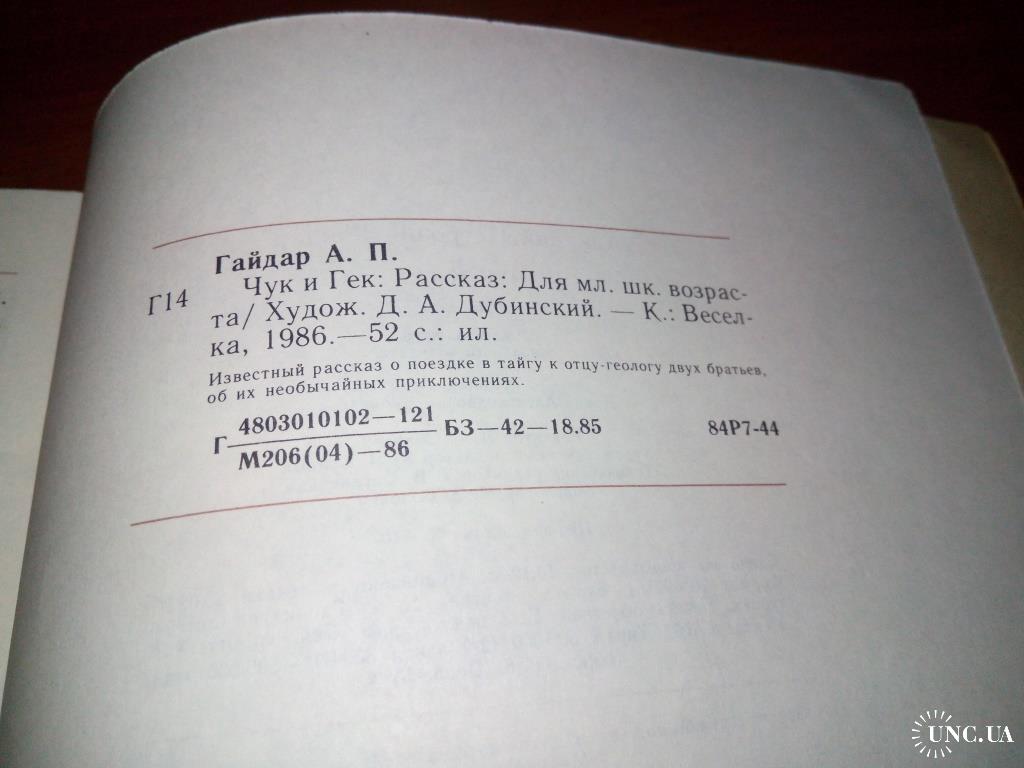 Гайдар А. П.
Г14
Чук и Гек: Рассказ: Для мл. шк. возрас-
та/ Худож. Д. А. Дубинский. — К.: Весел-
ка, 1986.—52 с.: ил.
Известный рассказ о поездке в тайгу к отцу-геологу двух братьев,
об их необычайных приключениях.
4803010102—121
Г БЗ—42—18.85 84Р7-44
М206(04)—86
UNC.UA